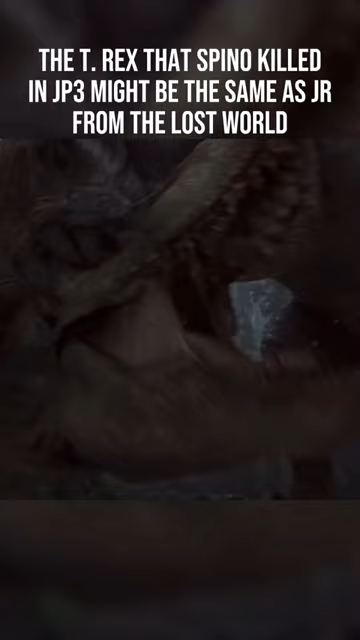 THE T. REX THAT SPINO KILLED
IN JP3 MIGHT BE THE SAME AS JR
FROM THE LOST WORLD